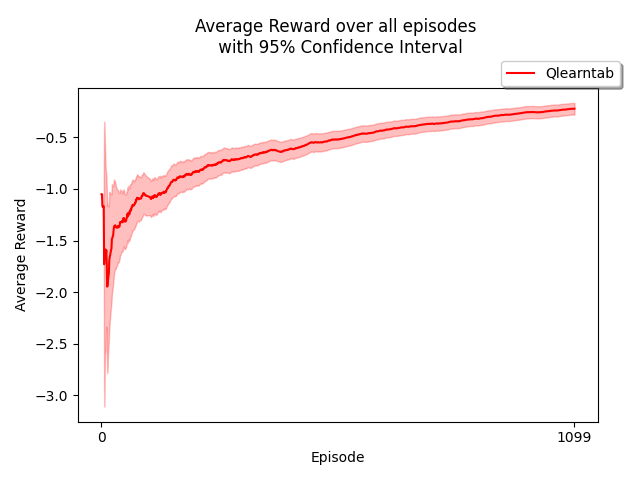 Average Reward over all episodes
with 95% Confidence Interval
Qlearntab
Average Reward
−0.5
−1.0
−1.5
−2.0
−2.5
−3.0
0
1099
Episode